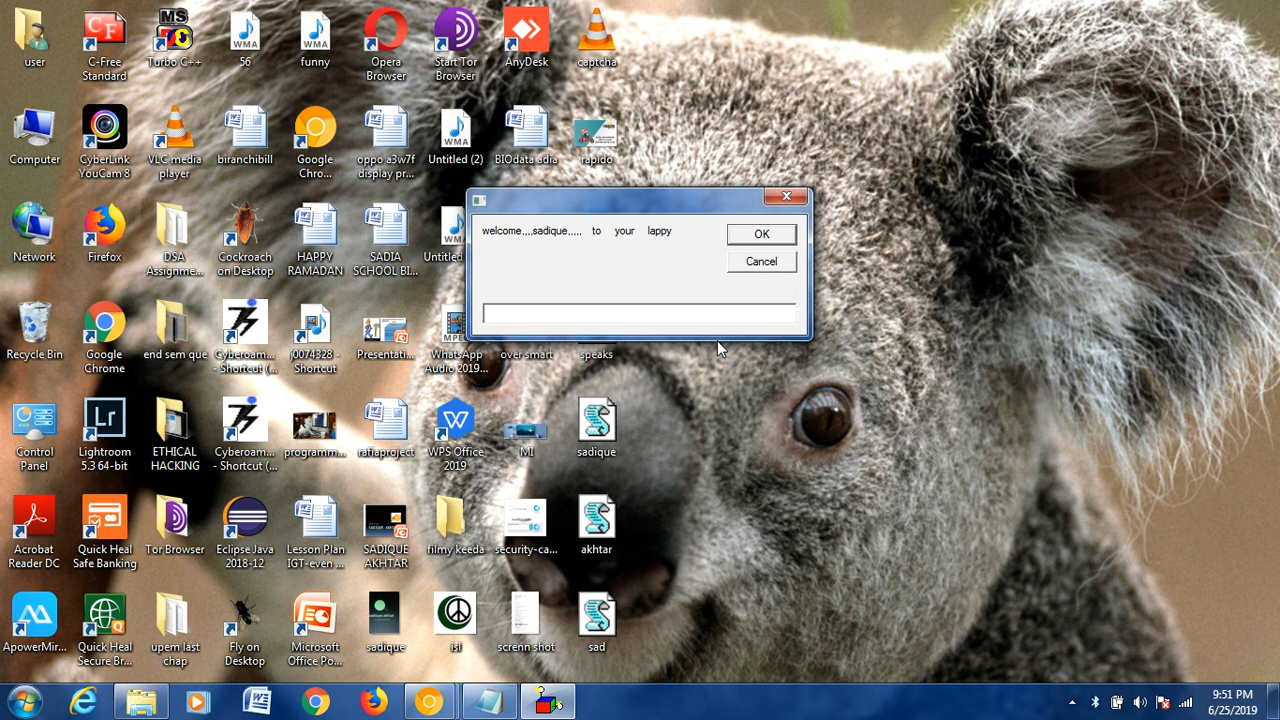 user
C-Free
Standard
MS
Turbo C++
WMA
56
WMA
funny
Opera
Browser
Start Tor
Browser
AnyDesk
captcha
Computer
CyberLink
YouCam 8
VLC media
player
biranchibill
Google
Chro...
oppo a3w7f
display pr...
WMA
Untitled (2)
BIOdata adia
rapido
Network
Firefox
DSA
Assignme...
Cockroach
on Desktop
HAPPY
RAMADAN
SADIA
SCHOOL BI...
Untitled
welcome,,,,sadique,,,,, to your lappy
OK
Cancel
Recycle Bin
Google
Chrome
end sem que
Cyberoam...
- Shortcut (...
j0074328 -
Shortcut
Presentati...
WhatsApp
Audio 2019...
over smart
speaks
Control
Panel
Lr
Lightroom
5.3 64-bit
ETHICAL
HACKING
Cyberoam...
- Shortcut (...
programm...
rafiaproject
WPS Office
2019
MI
sadique
Acrobat
Reader DC
Quick Heal
Safe Banking
Tor Browser
Eclipse Java
2018-12
Lesson Plan
IGT-even ...
SADIQUE
AKHTAR
filmy keeda
security-ca...
akhtar
ApowerMir...
Quick Heal
Secure Br...
upem last
chap
Fly on
Desktop
Microsoft
Office Po...
sadique
isl
screnn shot
sad
9:51 PM
6/25/2019